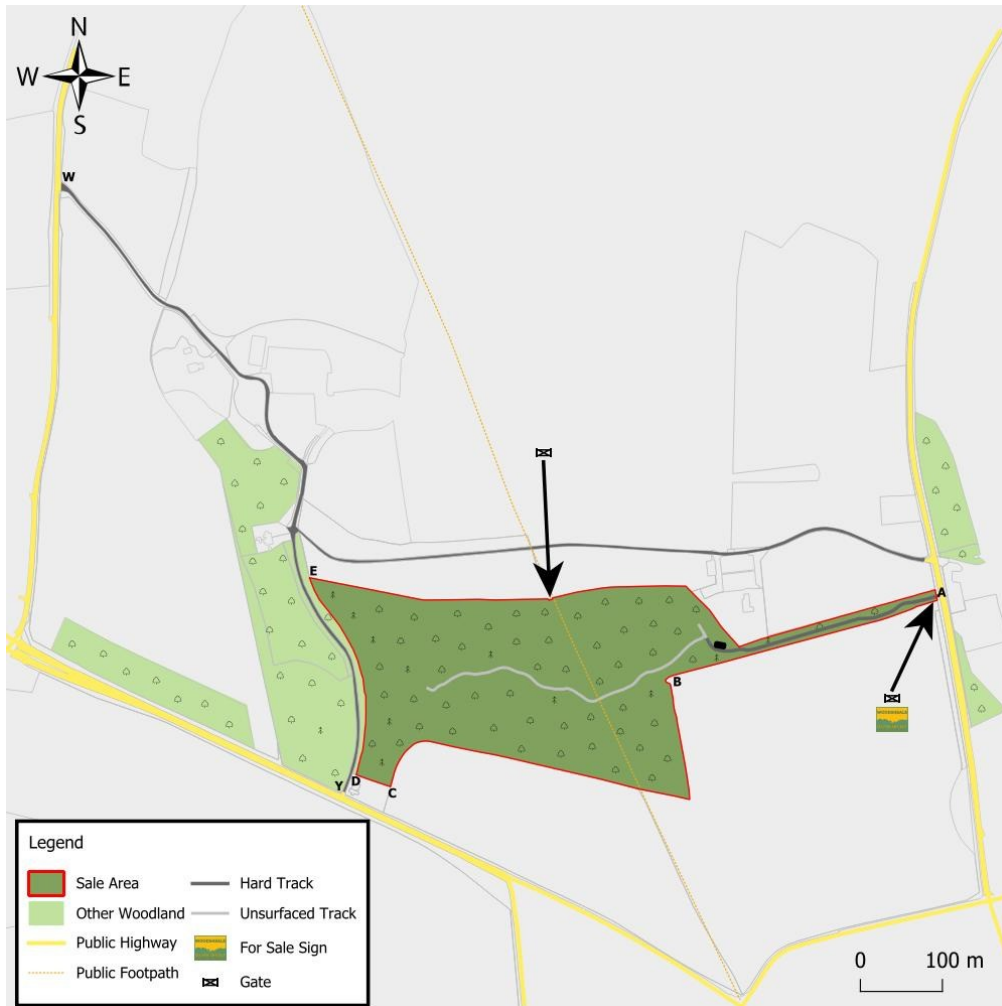 N
W E
S
W
E
A
B
D
Y
C
Legend
Sale Area
Hard Track
Other Woodland
Unsurfaced Track
Public Highway
For Sale Sign
Public Footpath
Gate
0 100 m